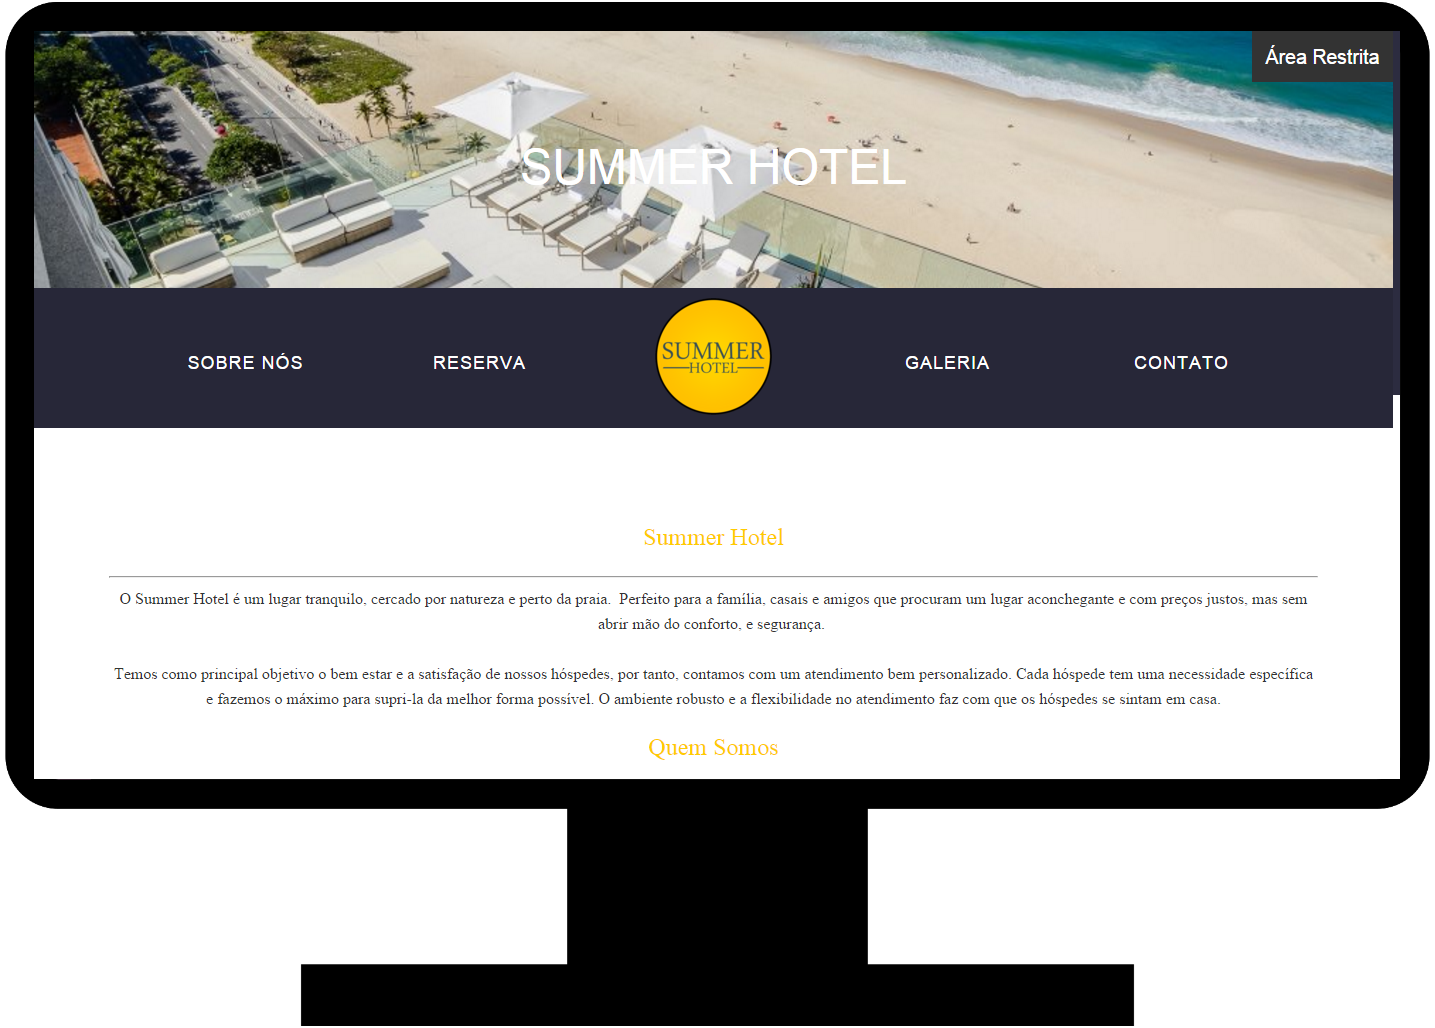 Área Restrita
SUMMER HOTEL
SOBRE NÓS
RESERVA
SUMMER
HOTEL
GALERIA
CONTATO
Summer Hotel
O Summer Hotel é um lugar tranquilo, cercado por natureza e perto da praia.  Perfeito para a família, casais e amigos que procuram um lugar aconchegante e com preços justos, mas sem
abrir mão do conforto, e segurança.
Temos como principal objetivo o bem estar e a satisfação de nossos hóspedes, por tanto, contamos com um atendimento bem personalizado. Cada hóspede tem uma necessidade específica
e fazemos o máximo para supri-la da melhor forma possível. O ambiente robusto e a flexibilidade no atendimento faz com que os hóspedes se sintam em casa.
Quem Somos